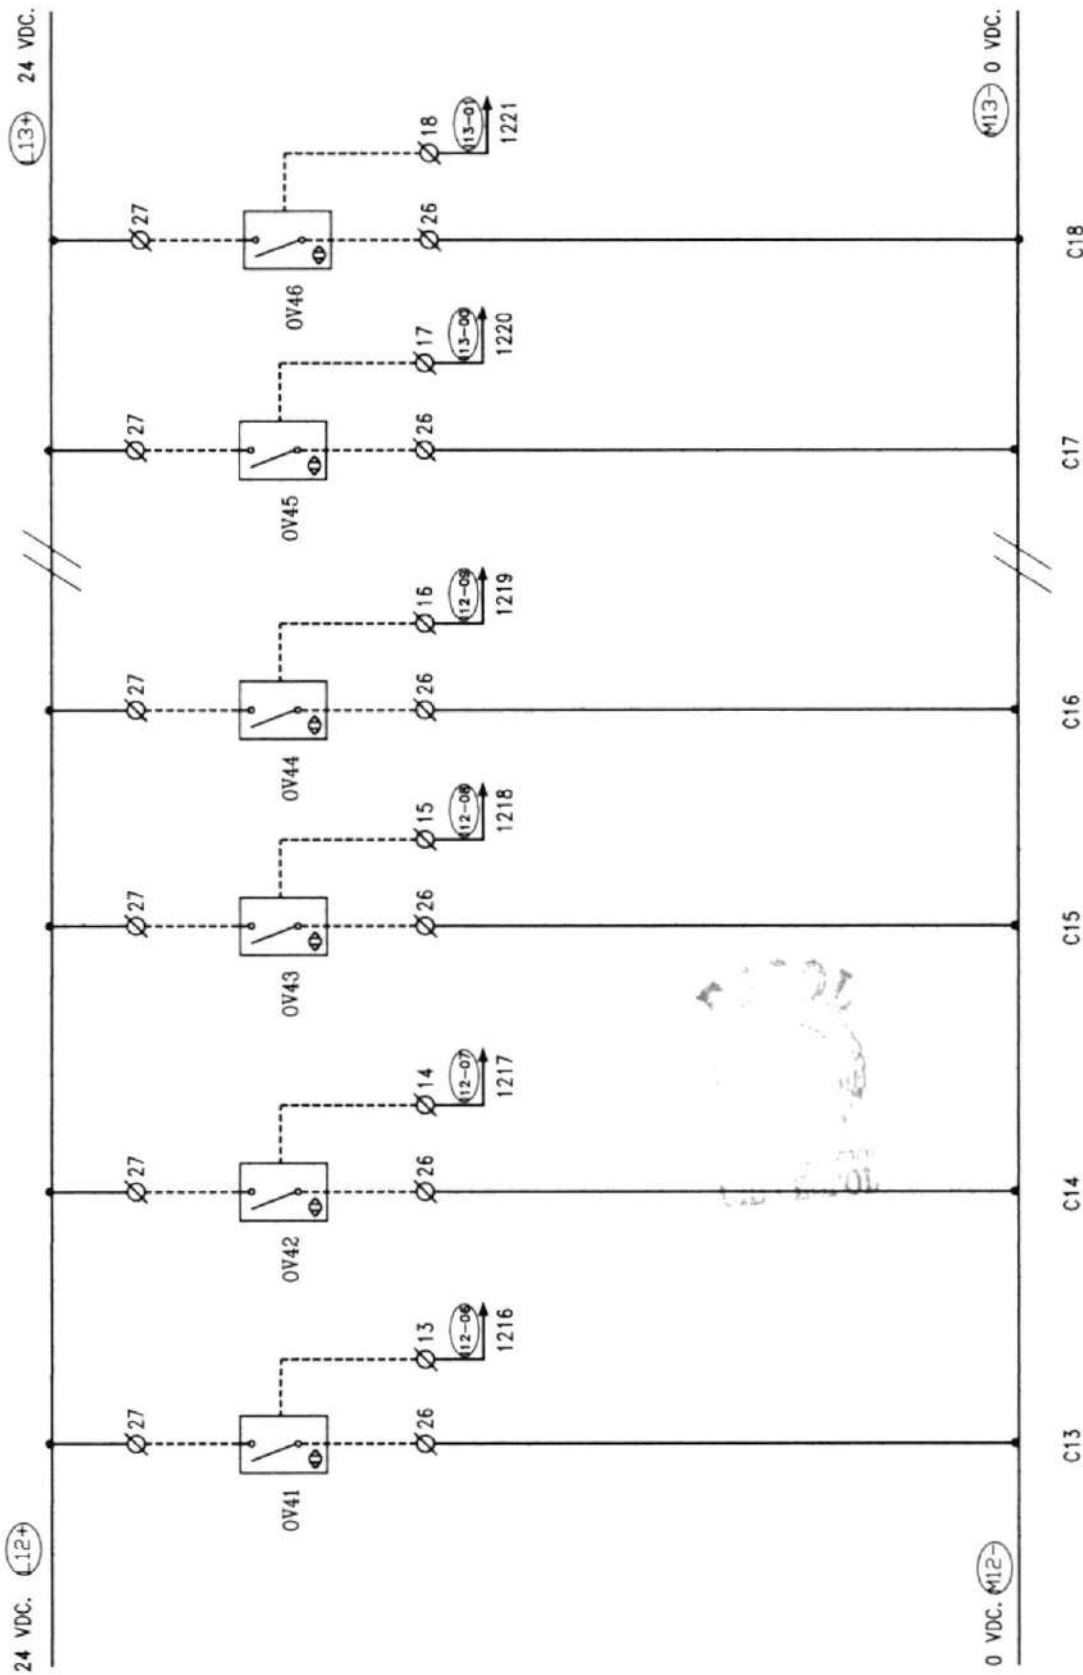 24 VDC. L12+
L13+ 24 VDC.
27 27 27 27 27 27
OV41 OV42 OV43 OV44 OV45 OV46
26 13 26 14 26 15 26 16 26 17 26 18
12-06 12-07 12-08 12-09 13-00 13-01
1216 1217 1218 1219 1220 1221
0 VDC. M12-
M13- 0 VDC.
C13 C14 C15 C16 C17 C18